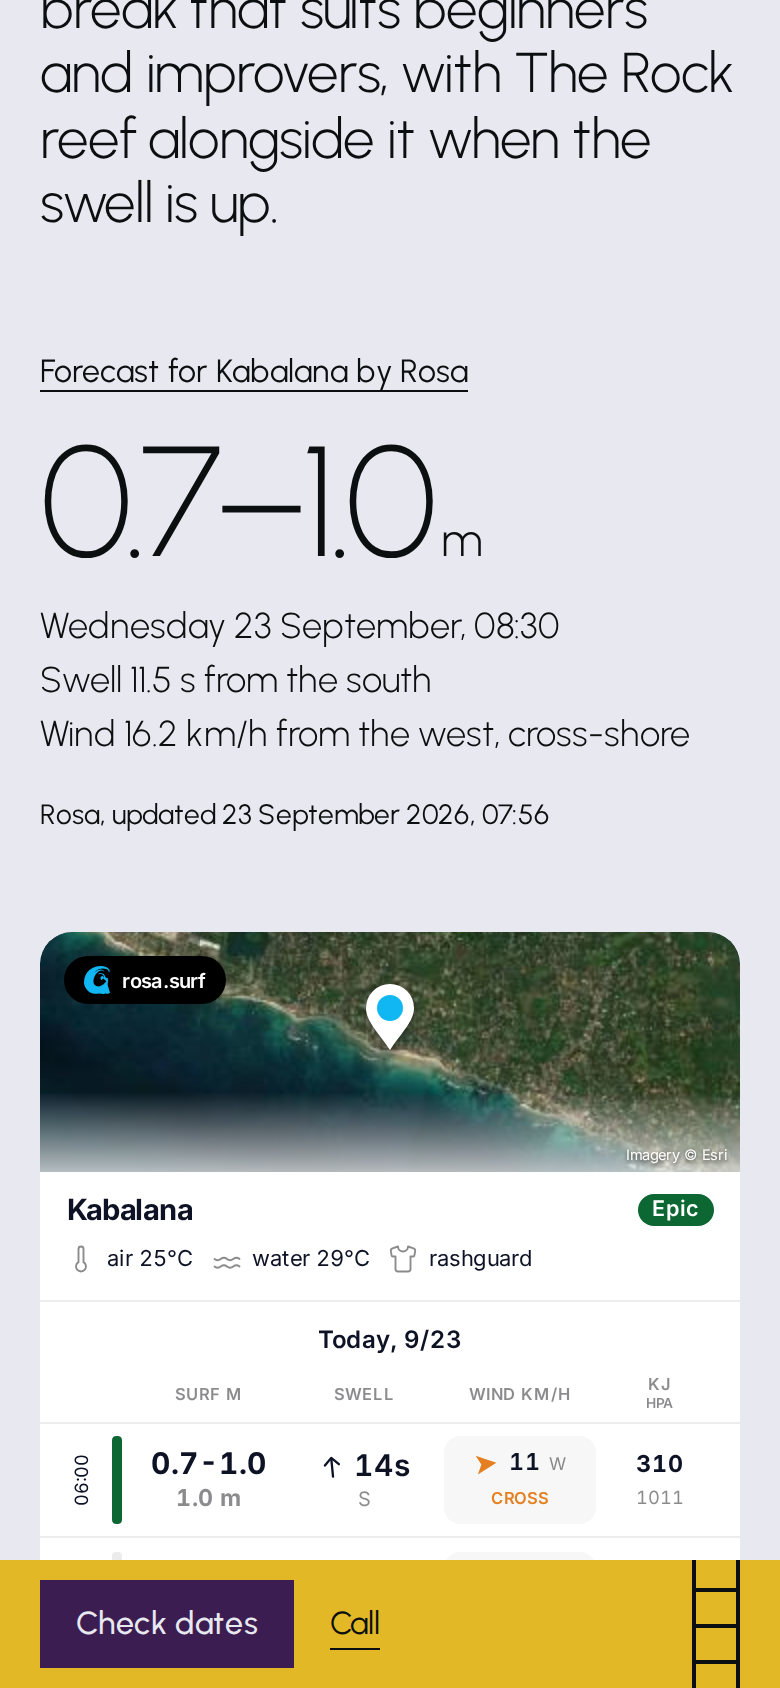 break that suits beginners
and improvers, with The Rock
reef alongside it when the
swell is up.
Forecast for Kabalana by Rosa
0.7–1.0 m
Wednesday 23 September, 08:30
Swell 11.5 s from the south
Wind 16.2 km/h from the west, cross-shore
Rosa, updated 23 September 2026, 07:56
rosa.surf
Imagery © Esri
Kabalana
Epic
air 25°C water 29°C rashguard
Today, 9/23
SURF M SWELL WIND KM/H KJ
HPA
06:00
0.7-1.0 14s 11 W 310
1.0 m S CROSS 1011
Check dates Call